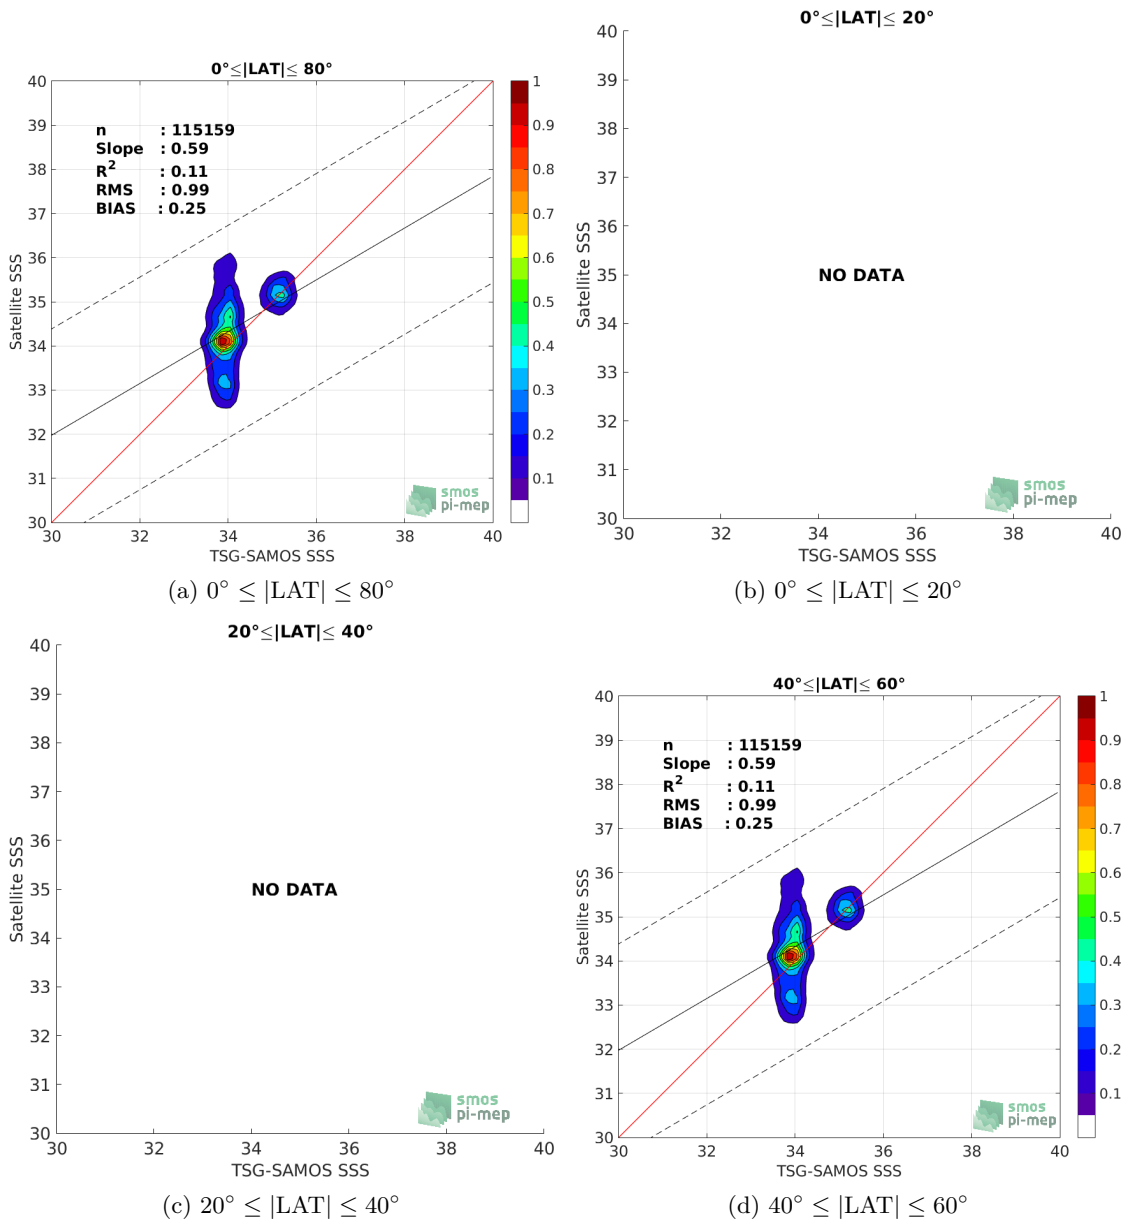 0°≤|LAT|≤ 80°
n : 115159
Slope : 0.59
R² : 0.11
RMS : 0.99
BIAS : 0.25
40
39
38
37
36
35
34
33
32
31
30
30 32 34 36 38 40
Satellite SSS
TSG-SAMOS SSS
1
0.9
0.8
0.7
0.6
0.5
0.4
0.3
0.2
0.1
smos
pi-mep
(a) 0° ≤ |LAT| ≤ 80°
0°≤|LAT|≤ 20°
40
39
38
37
36
35
34
33
32
31
30
30 32 34 36 38 40
Satellite SSS
NO DATA
TSG-SAMOS SSS
smos
pi-mep
(b) 0° ≤ |LAT| ≤ 20°
20°≤|LAT|≤ 40°
40
39
38
37
36
35
34
33
32
31
30
30 32 34 36 38 40
Satellite SSS
NO DATA
TSG-SAMOS SSS
smos
pi-mep
(c) 20° ≤ |LAT| ≤ 40°
40°≤|LAT|≤ 60°
n : 115159
Slope : 0.59
R² : 0.11
RMS : 0.99
BIAS : 0.25
40
39
38
37
36
35
34
33
32
31
30
30 32 34 36 38 40
Satellite SSS
TSG-SAMOS SSS
1
0.9
0.8
0.7
0.6
0.5
0.4
0.3
0.2
0.1
smos
pi-mep
(d) 40° ≤ |LAT| ≤ 60°